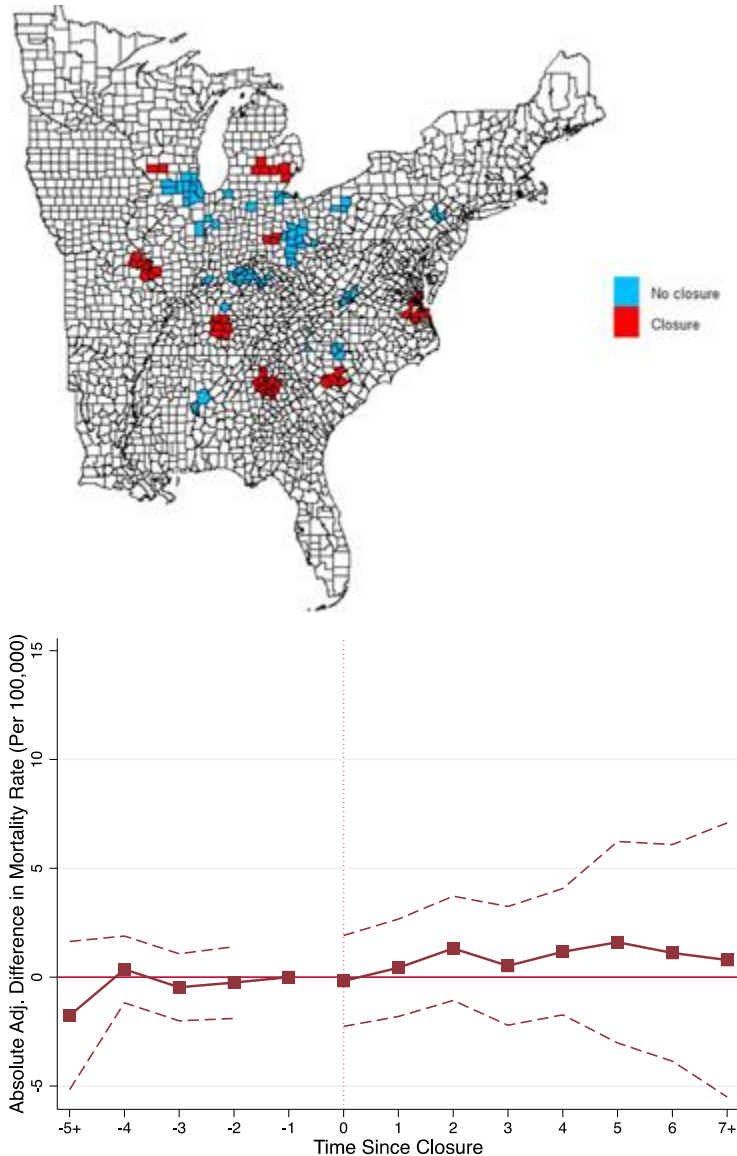 No closure
Closure
Absolute Adj. Difference in Mortality Rate (Per 100,000)
15
10
5
0
-5
-5+ -4 -3 -2 -1 0 1 2 3 4 5 6 7+
Time Since Closure